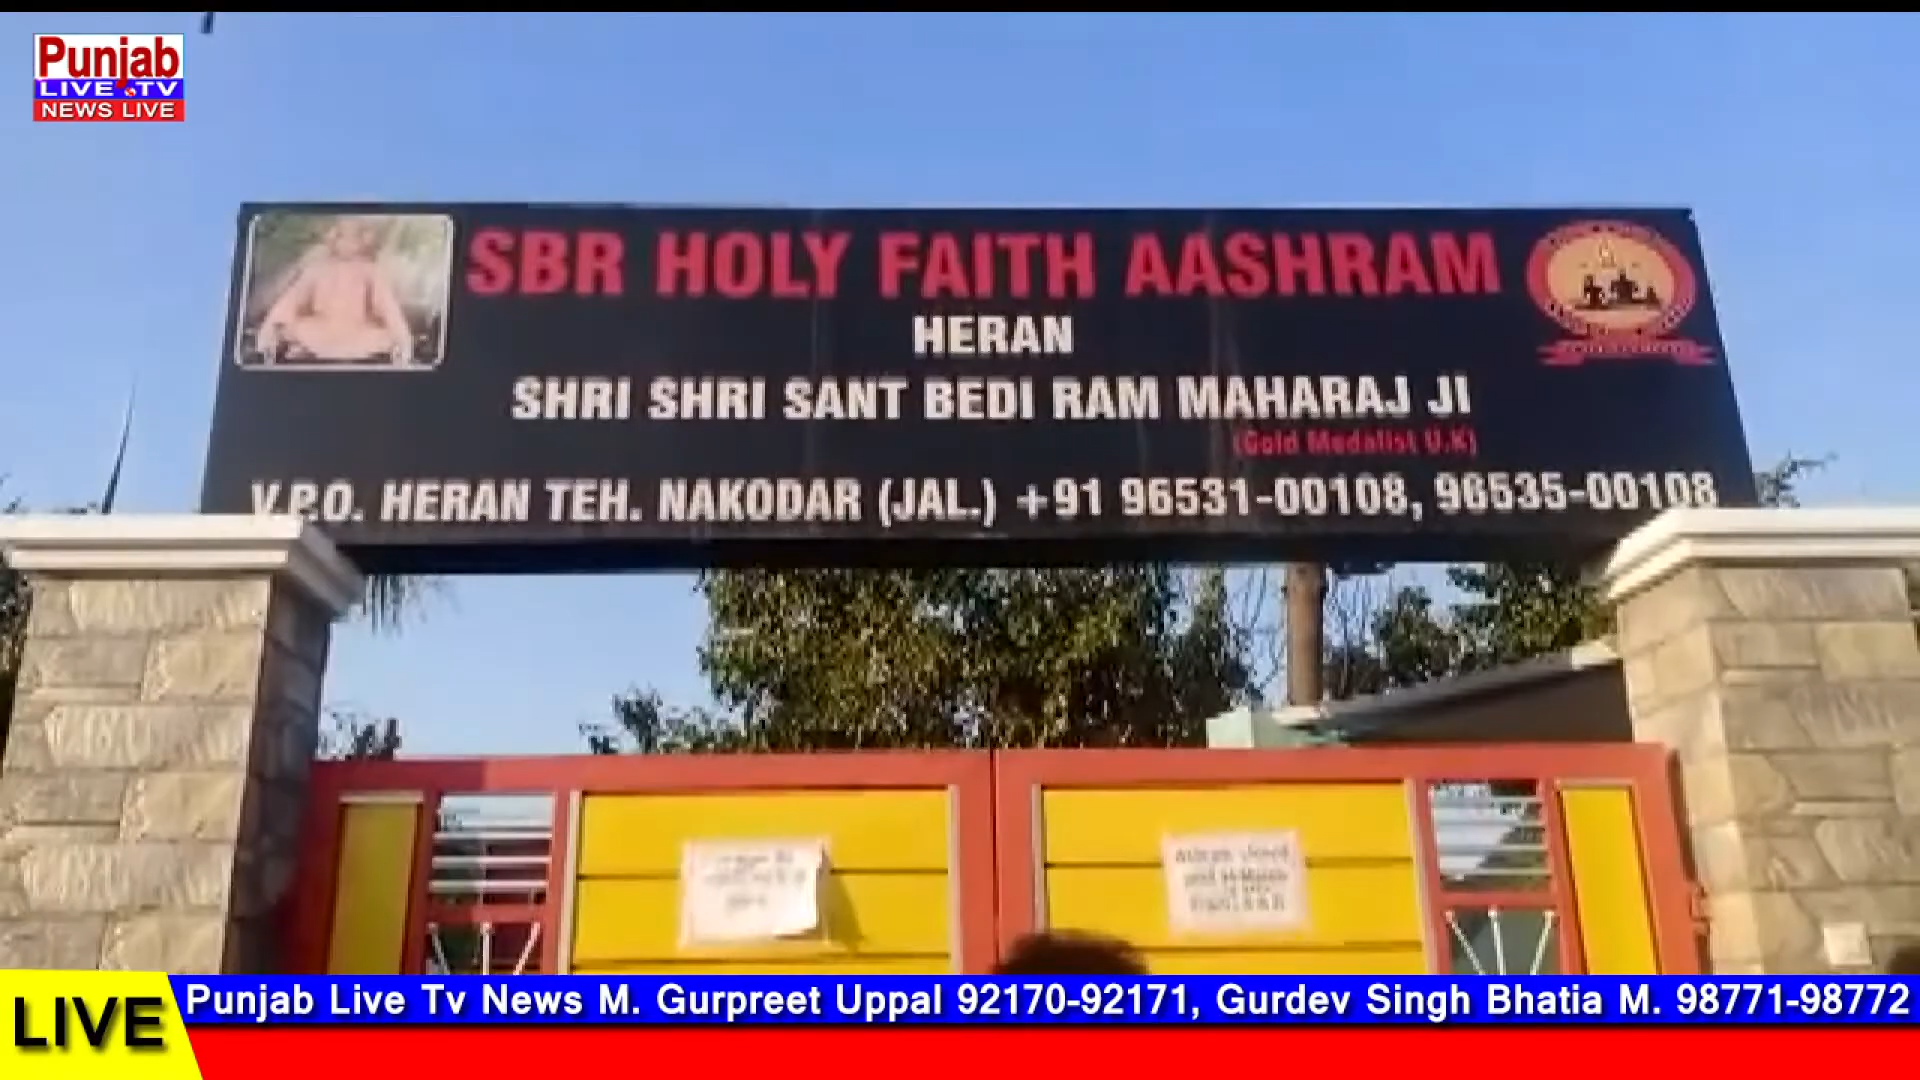 Punjab
LIVE TV
NEWS LIVE
SBR HOLY FAITH AASHRAM
HERAN
SHRI SHRI SANT BEDI RAM MAHARAJ JI
(Gold Medalist U.K)
V.P.O. HERAN TEH. NAKODAR (JAL.) +91 96531-00108, 96535-00108
LIVE
Punjab Live Tv News M. Gurpreet Uppal 92170-92171, Gurdev Singh Bhatia M. 98771-98772